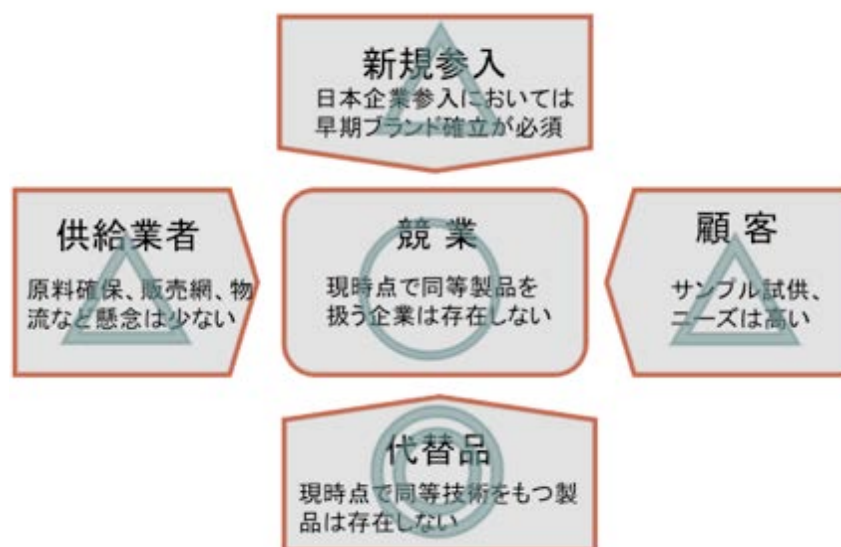 新規参入
日本企業参入においては
早期ブランド確立が必須
供給業者
原料確保、販売網、物
流など懸念は少ない
競業
現時点で同等製品を
扱う企業は存在しない
顧客
サンプル試供、
ニーズは高い
代替品
現時点で同等技術をもつ製
品は存在しない